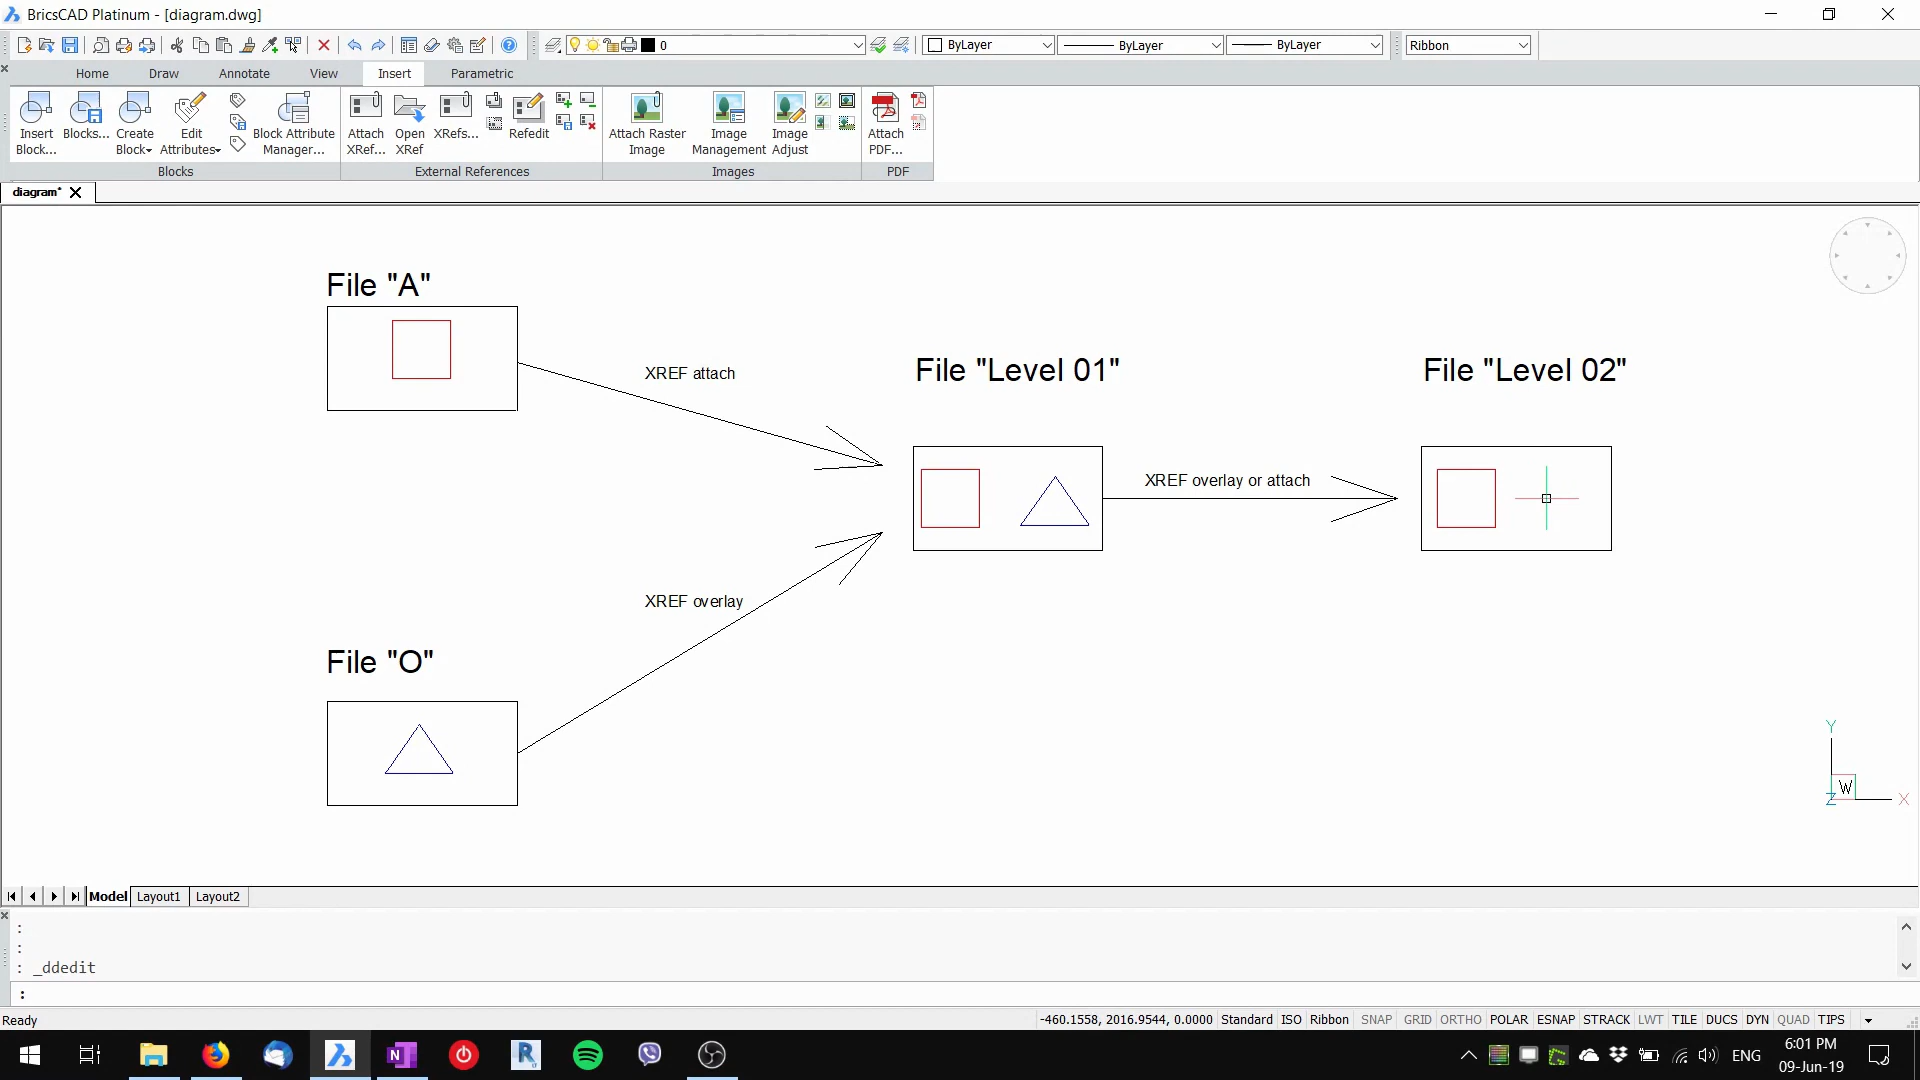 BricsCAD Platinum - [diagram.dwg]
0
ByLayer
ByLayer
ByLayer
Ribbon
Home
Draw
Annotate
View
Insert
Parametric
Insert Block...
Blocks...
Create Block
Edit Attributes
Block Attribute Manager...
Attach XRef...
Open XRef
XRefs...
Refedit
Attach Raster Image
Image Management
Image Adjust
Attach PDF...
Blocks
External References
Images
PDF
diagram*
File "A"
XREF attach
File "Level 01"
File "Level 02"
XREF overlay or attach
XREF overlay
File "O"
Y
W
Z
X
Model
Layout1
Layout2
:
:
: _ddedit
:
Ready
-460.1558, 2016.9544, 0.0000
Standard
ISO
Ribbon
SNAP
GRID
ORTHO
POLAR
ESNAP
STRACK
LWT
TILE
DUCS
DYN
QUAD
TIPS
N
R
ENG
6:01 PM
09-Jun-19